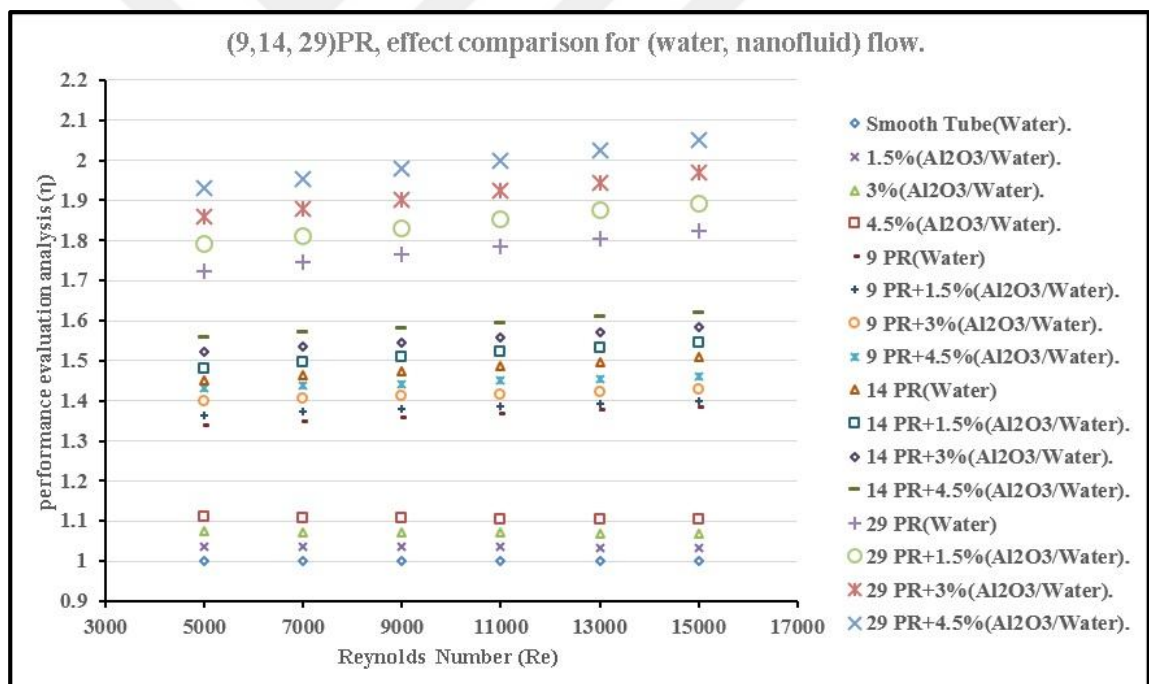 (9,14, 29)PR, effect comparison for (water, nanofluid) flow.
performance evaluation analysis (η)
2.2
2.1
2
1.9
1.8
1.7
1.6
1.5
1.4
1.3
1.2
1.1
1
0.9
3000 5000 7000 9000 11000 13000 15000 17000
Reynolds Number (Re)
Smooth Tube(Water).
1.5%(Al2O3/Water).
3%(Al2O3/Water).
4.5%(Al2O3/Water).
9 PR(Water)
9 PR+1.5%(Al2O3/Water).
9 PR+3%(Al2O3/Water).
9 PR+4.5%(Al2O3/Water).
14 PR(Water)
14 PR+1.5%(Al2O3/Water).
14 PR+3%(Al2O3/Water).
14 PR+4.5%(Al2O3/Water).
29 PR(Water)
29 PR+1.5%(Al2O3/Water).
29 PR+3%(Al2O3/Water).
29 PR+4.5%(Al2O3/Water).